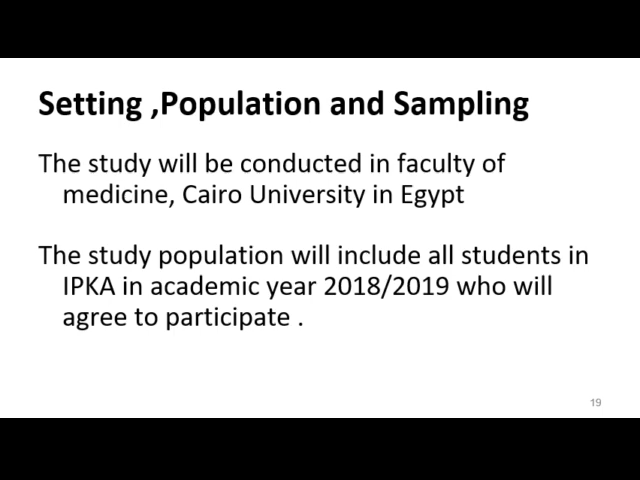 Setting ,Population and Sampling
The study will be conducted in faculty of
medicine, Cairo University in Egypt
The study population will include all students in
IPKA in academic year 2018/2019 who will
agree to participate .
19